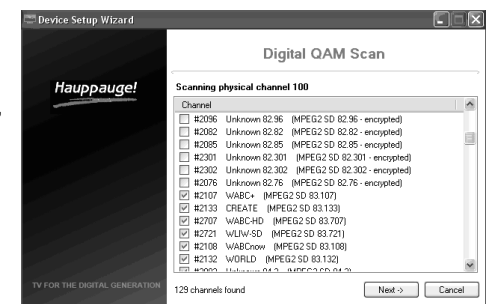 Device Setup Wizard
Digital QAM Scan
Hauppauge!
Scanning physical channel 100
Channel
#2096 Unknown 82.96 (MPEG2 SD 82.96 - encrypted)
#2082 Unknown 82.82 (MPEG2 SD 82.82 - encrypted)
#2085 Unknown 82.85 (MPEG2 SD 82.85 - encrypted)
#2301 Unknown 82.301 (MPEG2 SD 82.301 - encrypted)
#2302 Unknown 82.302 (MPEG2 SD 82.302 - encrypted)
#2076 Unknown 82.76 (MPEG2 SD 82.76 - encrypted)
#2107 WABC+ (MPEG2 SD 83.107)
#2133 CREATE (MPEG2 SD 83.133)
#2707 WABC-HD (MPEG2 SD 83.707)
#2721 WLIW-SD (MPEG2 SD 83.721)
#2108 WABCnow (MPEG2 SD 83.108)
#2132 WORLD (MPEG2 SD 83.132)
TV FOR THE DIGITAL GENERATION
129 channels found
Next ->
Cancel